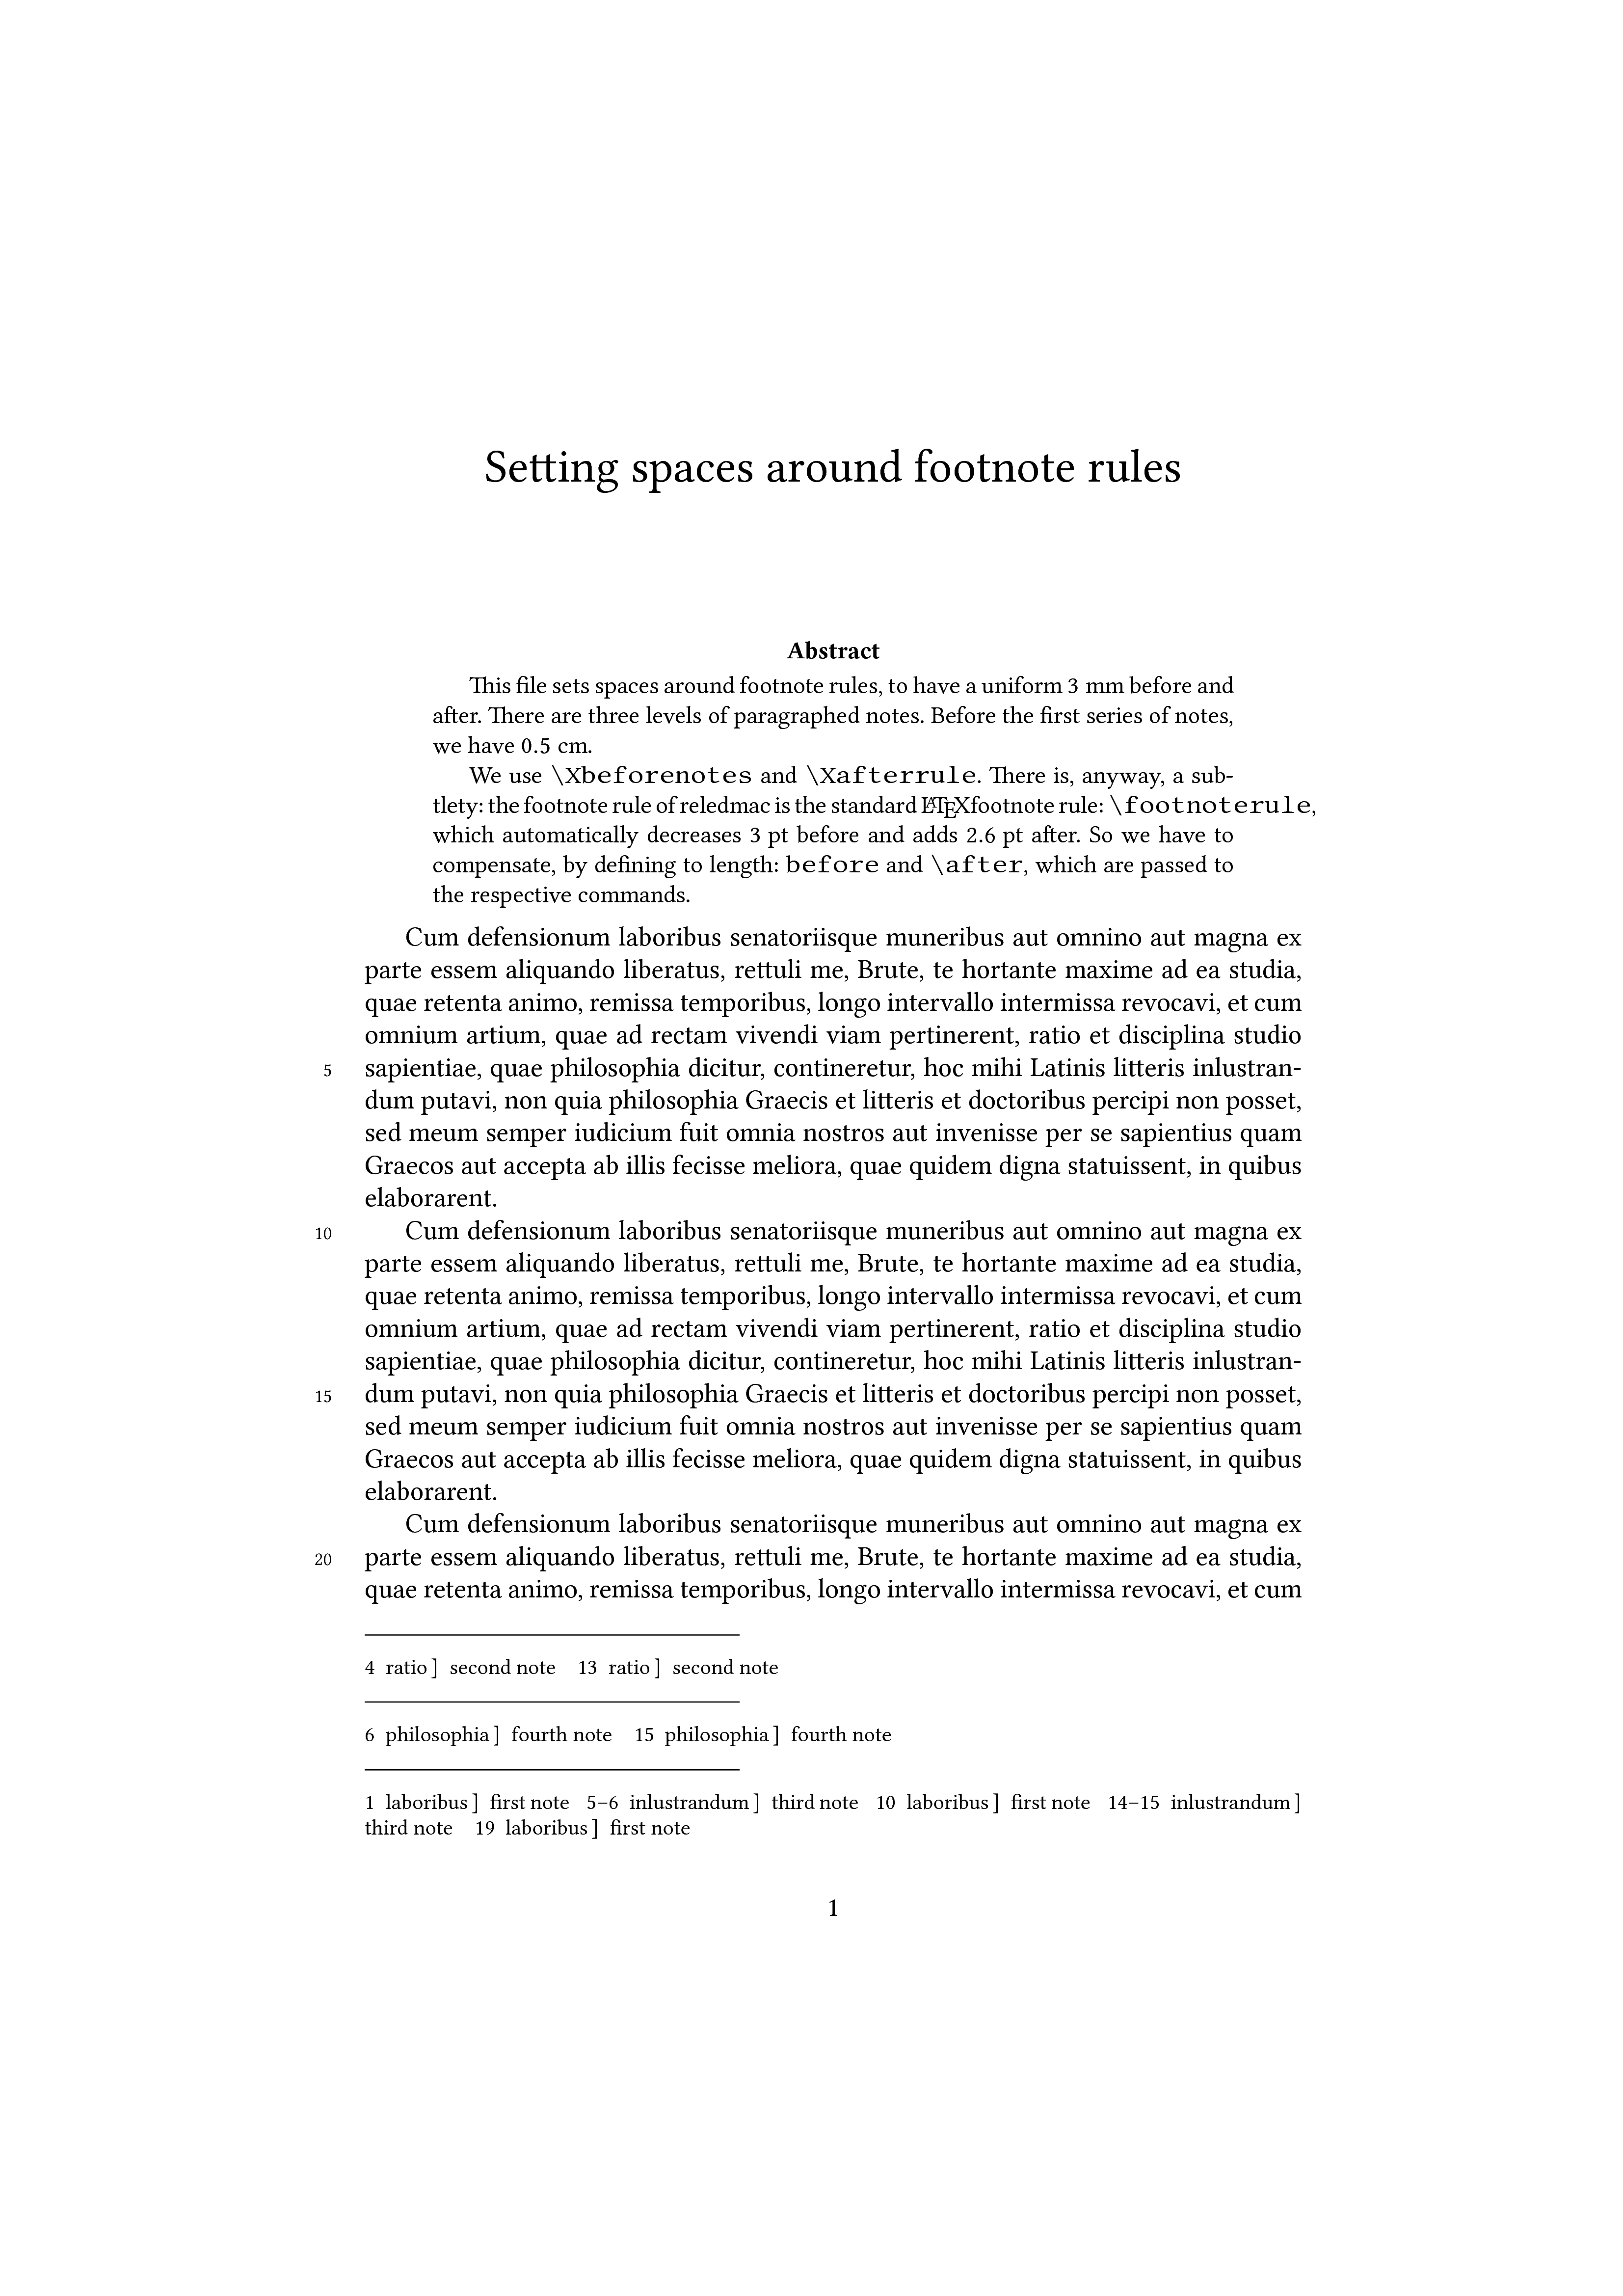 Setting spaces around footnote rules
Abstract
This file sets spaces around footnote rules, to have a uniform 3 mm before and
after. There are three levels of paragraphed notes. Before the first series of notes,
we have 0.5 cm.
We use \Xbeforenotes and \Xafterrule. There is, anyway, a sub-
tlety: the footnote rule of reledmac is the standard LATEXfootnote rule: \footnoterule,
which automatically decreases 3 pt before and adds 2.6 pt after. So we have to
compensate, by defining to length: before and \after, which are passed to
the respective commands.
Cum defensionum laboribus senatoriisque muneribus aut omnino aut magna ex
parte essem aliquando liberatus, rettuli me, Brute, te hortante maxime ad ea studia,
quae retenta animo, remissa temporibus, longo intervallo intermissa revocavi, et cum
omnium artium, quae ad rectam vivendi viam pertinerent, ratio et disciplina studio
5 sapientiae, quae philosophia dicitur, contineretur, hoc mihi Latinis litteris inlustran-
dum putavi, non quia philosophia Graecis et litteris et doctoribus percipi non posset,
sed meum semper iudicium fuit omnia nostros aut invenisse per se sapientius quam
Graecos aut accepta ab illis fecisse meliora, quae quidem digna statuissent, in quibus
elaborarent.
10 Cum defensionum laboribus senatoriisque muneribus aut omnino aut magna ex
parte essem aliquando liberatus, rettuli me, Brute, te hortante maxime ad ea studia,
quae retenta animo, remissa temporibus, longo intervallo intermissa revocavi, et cum
omnium artium, quae ad rectam vivendi viam pertinerent, ratio et disciplina studio
sapientiae, quae philosophia dicitur, contineretur, hoc mihi Latinis litteris inlustran-
15 dum putavi, non quia philosophia Graecis et litteris et doctoribus percipi non posset,
sed meum semper iudicium fuit omnia nostros aut invenisse per se sapientius quam
Graecos aut accepta ab illis fecisse meliora, quae quidem digna statuissent, in quibus
elaborarent.
Cum defensionum laboribus senatoriisque muneribus aut omnino aut magna ex
20 parte essem aliquando liberatus, rettuli me, Brute, te hortante maxime ad ea studia,
quae retenta animo, remissa temporibus, longo intervallo intermissa revocavi, et cum
4 ratio] second note 13 ratio] second note
6 philosophia] fourth note 15 philosophia] fourth note
1 laboribus] first note 5–6 inlustrandum] third note 10 laboribus] first note 14–15 inlustrandum]
third note 19 laboribus] first note
1